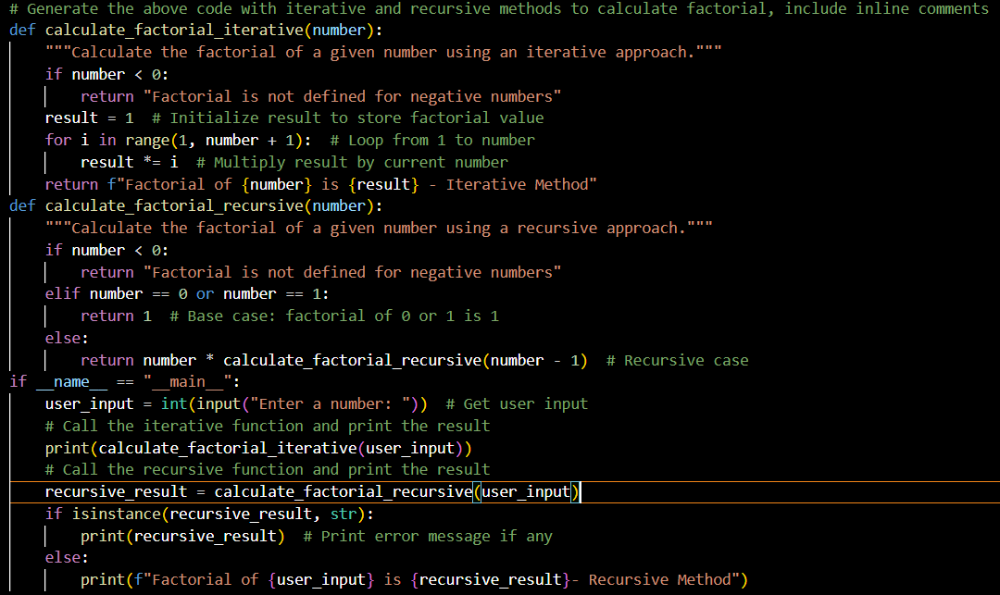 # Generate the above code with iterative and recursive methods to calculate factorial, include inline comments
def calculate_factorial_iterative(number):
    """Calculate the factorial of a given number using an iterative approach."""
    if number < 0:
        return "Factorial is not defined for negative numbers"
    result = 1  # Initialize result to store factorial value
    for i in range(1, number + 1):  # Loop from 1 to number
        result *= i  # Multiply result by current number
    return f"Factorial of {number} is {result} - Iterative Method"
def calculate_factorial_recursive(number):
    """Calculate the factorial of a given number using a recursive approach."""
    if number < 0:
        return "Factorial is not defined for negative numbers"
    elif number == 0 or number == 1:
        return 1  # Base case: factorial of 0 or 1 is 1
    else:
        return number * calculate_factorial_recursive(number - 1)  # Recursive case
if __name__ == "__main__":
    user_input = int(input("Enter a number: "))  # Get user input
    # Call the iterative function and print the result
    print(calculate_factorial_iterative(user_input))
    # Call the recursive function and print the result
    recursive_result = calculate_factorial_recursive(user_input)
    if isinstance(recursive_result, str):
        print(recursive_result)  # Print error message if any
    else:
        print(f"Factorial of {user_input} is {recursive_result}- Recursive Method")